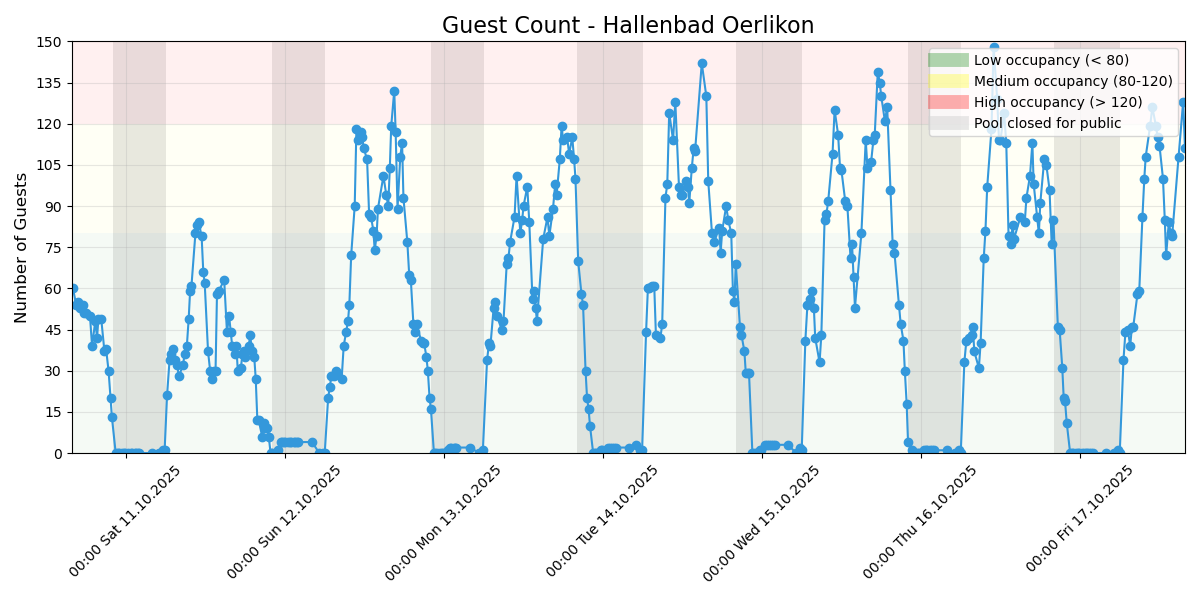 Guest Count - Hallenbad Oerlikon
Number of Guests
150
135
120
105
90
75
60
45
30
15
0
Low occupancy (< 80)
Medium occupancy (80-120)
High occupancy (> 120)
Pool closed for public
00:00 Sat 11.10.2025
00:00 Sun 12.10.2025
00:00 Mon 13.10.2025
00:00 Tue 14.10.2025
00:00 Wed 15.10.2025
00:00 Thu 16.10.2025
00:00 Fri 17.10.2025